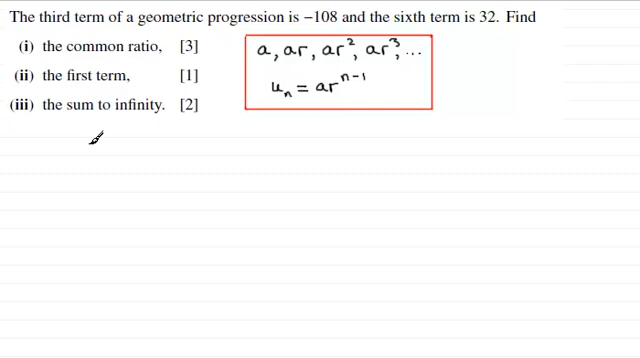 The third term of a geometric progression is −108 and the sixth term is 32. Find
(i) the common ratio, [3]
(ii) the first term, [1]
(iii) the sum to infinity. [2]
a, ar, ar², ar³, ...
uₙ = arⁿ⁻¹